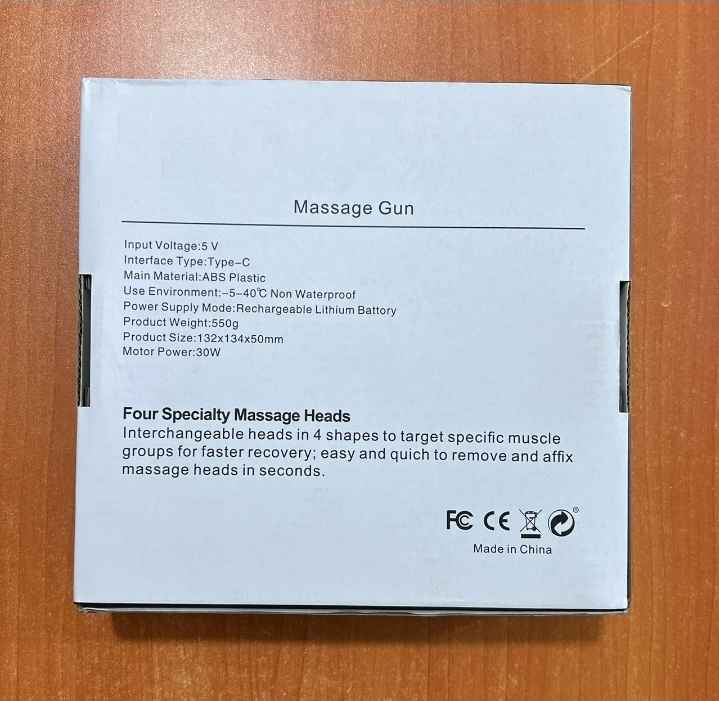 Massage Gun
Input Voltage:5 V
Interface Type:Type-C
Main Material:ABS Plastic
Use Environment:-5-40℃ Non Waterproof
Power Supply Mode:Rechargeable Lithium Battery
Product Weight:550g
Product Size:132x134x50mm
Motor Power:30W
Four Specialty Massage Heads
Interchangeable heads in 4 shapes to target specific muscle
groups for faster recovery; easy and quich to remove and affix
massage heads in seconds.
FC CE ®
Made in China